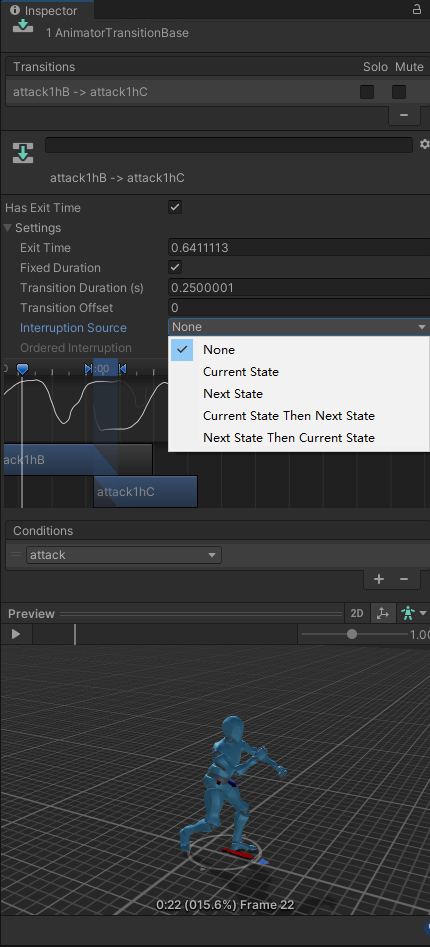 Inspector
1 AnimatorTransitionBase
Transitions Solo Mute
attack1hB -> attack1hC
attack1hB -> attack1hC
Has Exit Time
Settings
Exit Time 0.6411113
Fixed Duration
Transition Duration (s) 0.2500001
Transition Offset 0
Interruption Source None
Ordered Interruption
None
Current State
Next State
Current State Then Next State
Next State Then Current State
:00
ack1hB
attack1hC
Conditions
attack
Preview 2D
1.00
0:22 (015.6%) Frame 22